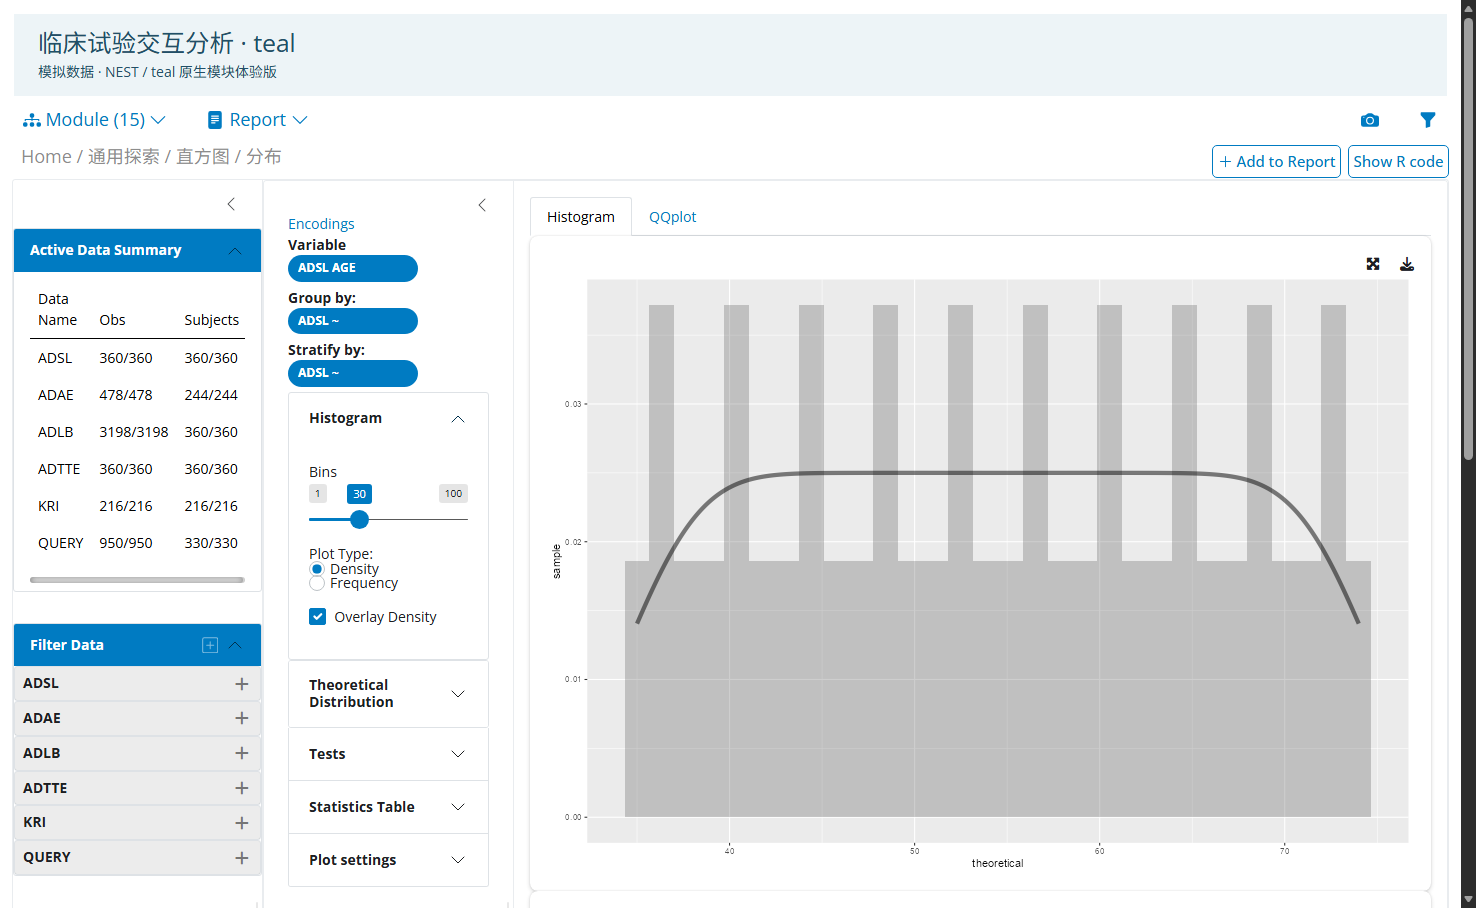 临床试验交互分析 · teal
模拟数据 · NEST / teal 原生模块体验版
Module (15)
Report
Home / 通用探索 / 直方图 / 分布
+ Add to Report
Show R code
Active Data Summary
Data Name Obs Subjects
ADSL 360/360 360/360
ADAE 478/478 244/244
ADLB 3198/3198 360/360
ADTTE 360/360 360/360
KRI 216/216 216/216
QUERY 950/950 330/330
Filter Data
ADSL
ADAE
ADLB
ADTTE
KRI
QUERY
Encodings
Variable
ADSL AGE
Group by:
ADSL ~
Stratify by:
ADSL ~
Histogram
Bins
1 30 100
Plot Type:
Density
Frequency
Overlay Density
Theoretical
Distribution
Tests
Statistics Table
Plot settings
Histogram QQplot
0.03
0.02
0.01
0.00
sample
40 50 60 70
theoretical